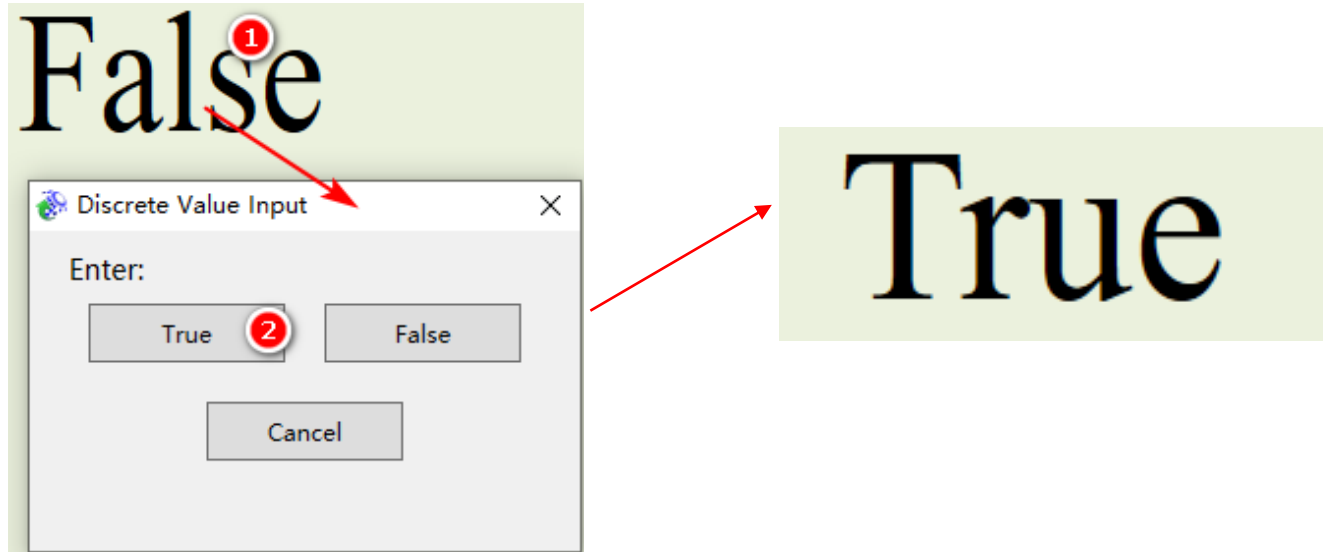 False
1
Discrete Value Input
Enter:
True 2 False
Cancel
True